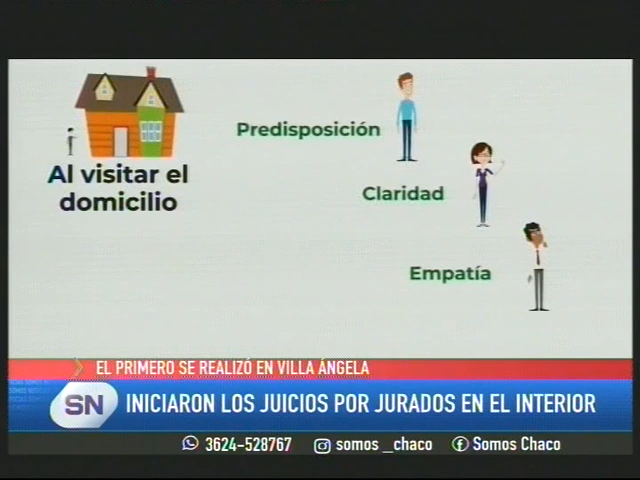 Al visitar el
domicilio
Predisposición
Claridad
Empatía
EL PRIMERO SE REALIZÓ EN VILLA ÁNGELA
SN
INICIARON LOS JUICIOS POR JURADOS EN EL INTERIOR
3624-528767
somos _chaco
Somos Chaco